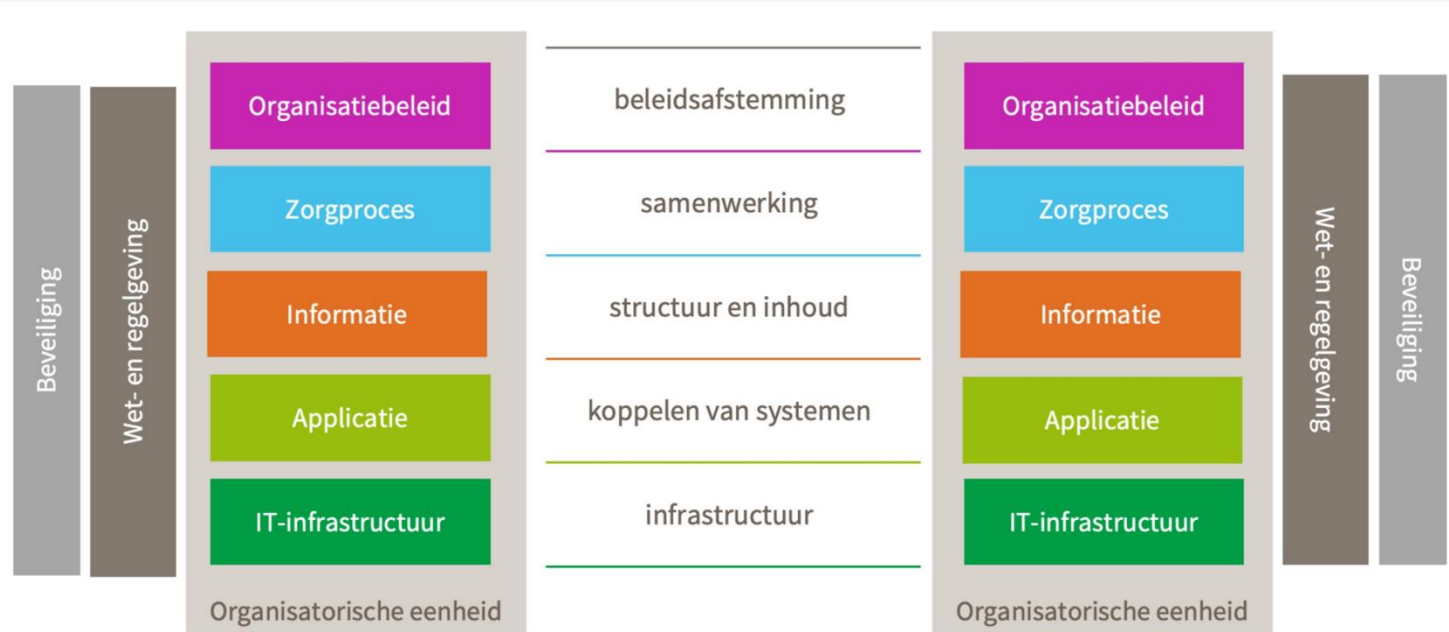 Beveiliging
Wet- en regelgeving
Organisatiebeleid
Zorgproces
Informatie
Applicatie
IT-infrastructuur
Organisatorische eenheid
beleidsafstemming
samenwerking
structuur en inhoud
koppelen van systemen
infrastructuur
Organisatiebeleid
Zorgproces
Informatie
Applicatie
IT-infrastructuur
Organisatorische eenheid
Wet- en regelgeving
Beveiliging